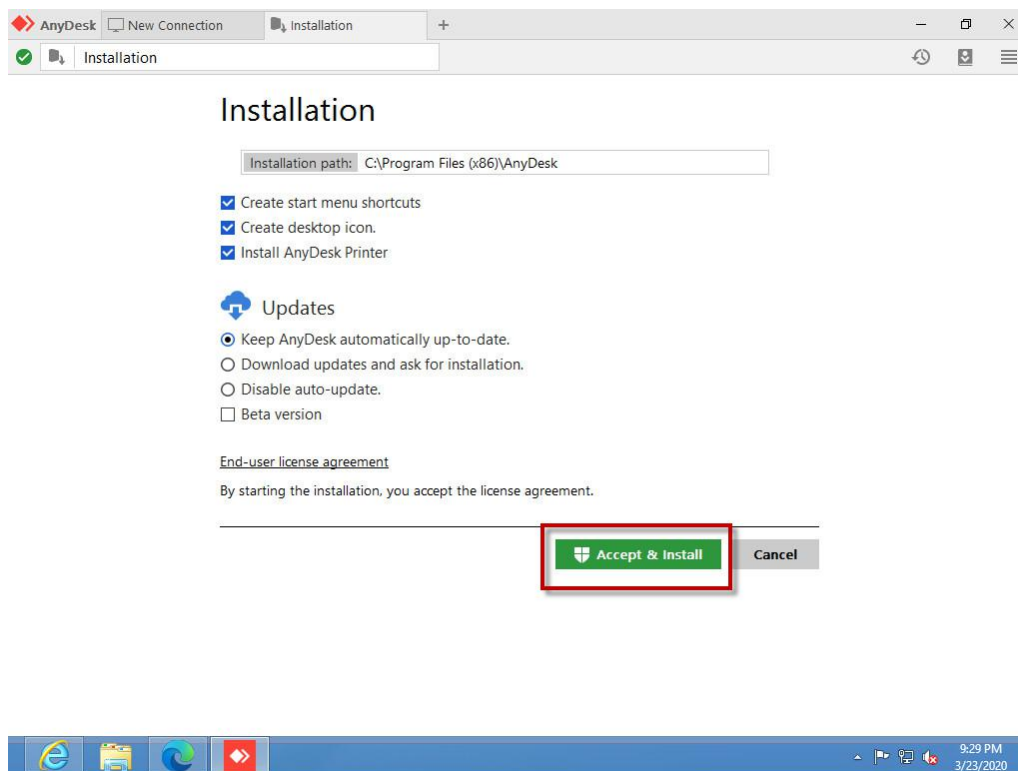 AnyDesk New Connection Installation +
Installation
Installation
Installation path: C:\Program Files (x86)\AnyDesk
Create start menu shortcuts
Create desktop icon.
Install AnyDesk Printer
Updates
Keep AnyDesk automatically up-to-date.
Download updates and ask for installation.
Disable auto-update.
Beta version
End-user license agreement
By starting the installation, you accept the license agreement.
Accept & Install Cancel
9:29 PM
3/23/2020